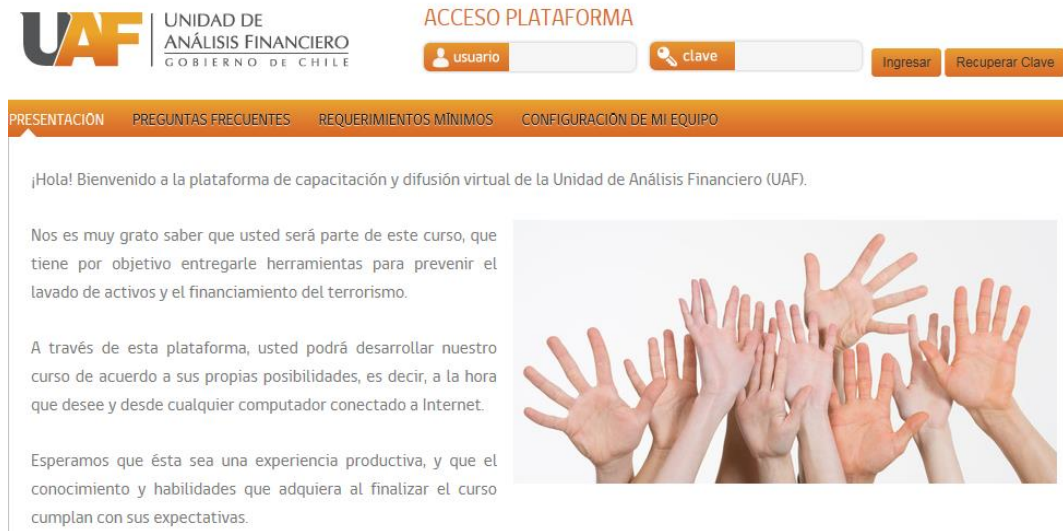 UAF
UNIDAD DE
ANÁLISIS FINANCIERO
GOBIERNO DE CHILE
ACCESO PLATAFORMA
usuario
clave
Ingresar
Recuperar Clave
PRESENTACIÓN PREGUNTAS FRECUENTES REQUERIMIENTOS MÍNIMOS CONFIGURACIÓN DE MI EQUIPO
¡Hola! Bienvenido a la plataforma de capacitación y difusión virtual de la Unidad de Análisis Financiero (UAF).
Nos es muy grato saber que usted será parte de este curso, que
tiene por objetivo entregarle herramientas para prevenir el
lavado de activos y el financiamiento del terrorismo.
A través de esta plataforma, usted podrá desarrollar nuestro
curso de acuerdo a sus propias posibilidades, es decir, a la hora
que desee y desde cualquier computador conectado a Internet.
Esperamos que ésta sea una experiencia productiva, y que el
conocimiento y habilidades que adquiera al finalizar el curso
cumplan con sus expectativas.